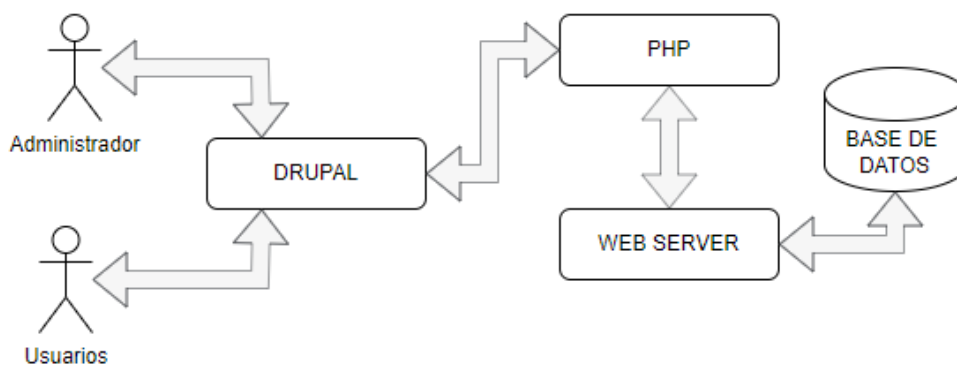 Administrador
Usuarios
DRUPAL
PHP
WEB SERVER
BASE DE
DATOS